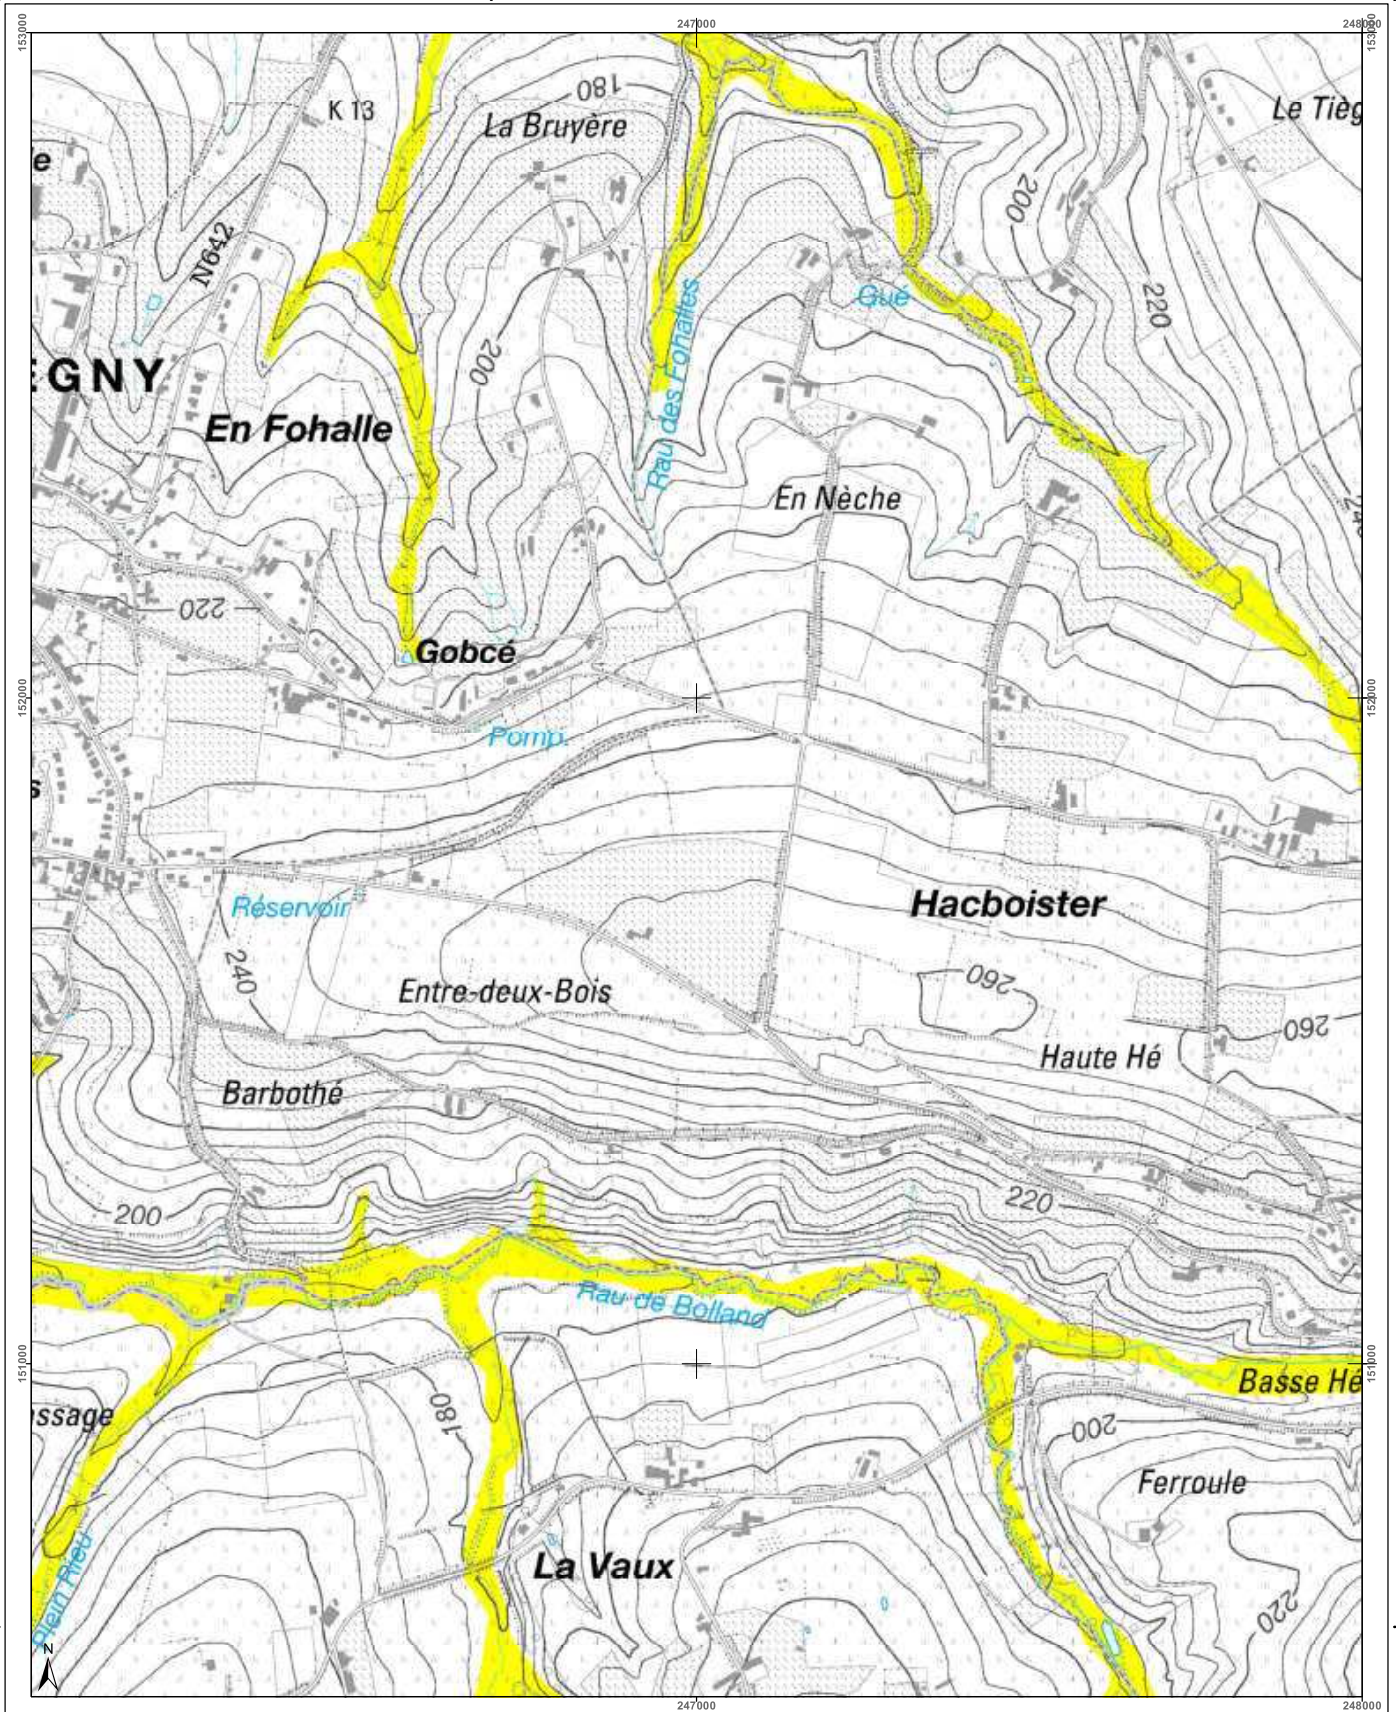 247000
248000
153000
153000
K 13
180
La Bruyère
Le Tièg
e
N642
200
Gué
220
Rau des Fohalles
EGNY
200
En Fohalle
En Nèche
220
Gobcé
152000
152000
Pomp.
s
Réservoir
Hacboister
240
Entre-deux-Bois
260
260
Haute Hé
Barbothé
200
220
Rau de Bolland
151000
151000
Basse Hé
ssage
180
200
Ferroule
Plein Rieu
La Vaux
220
N
247000
248000